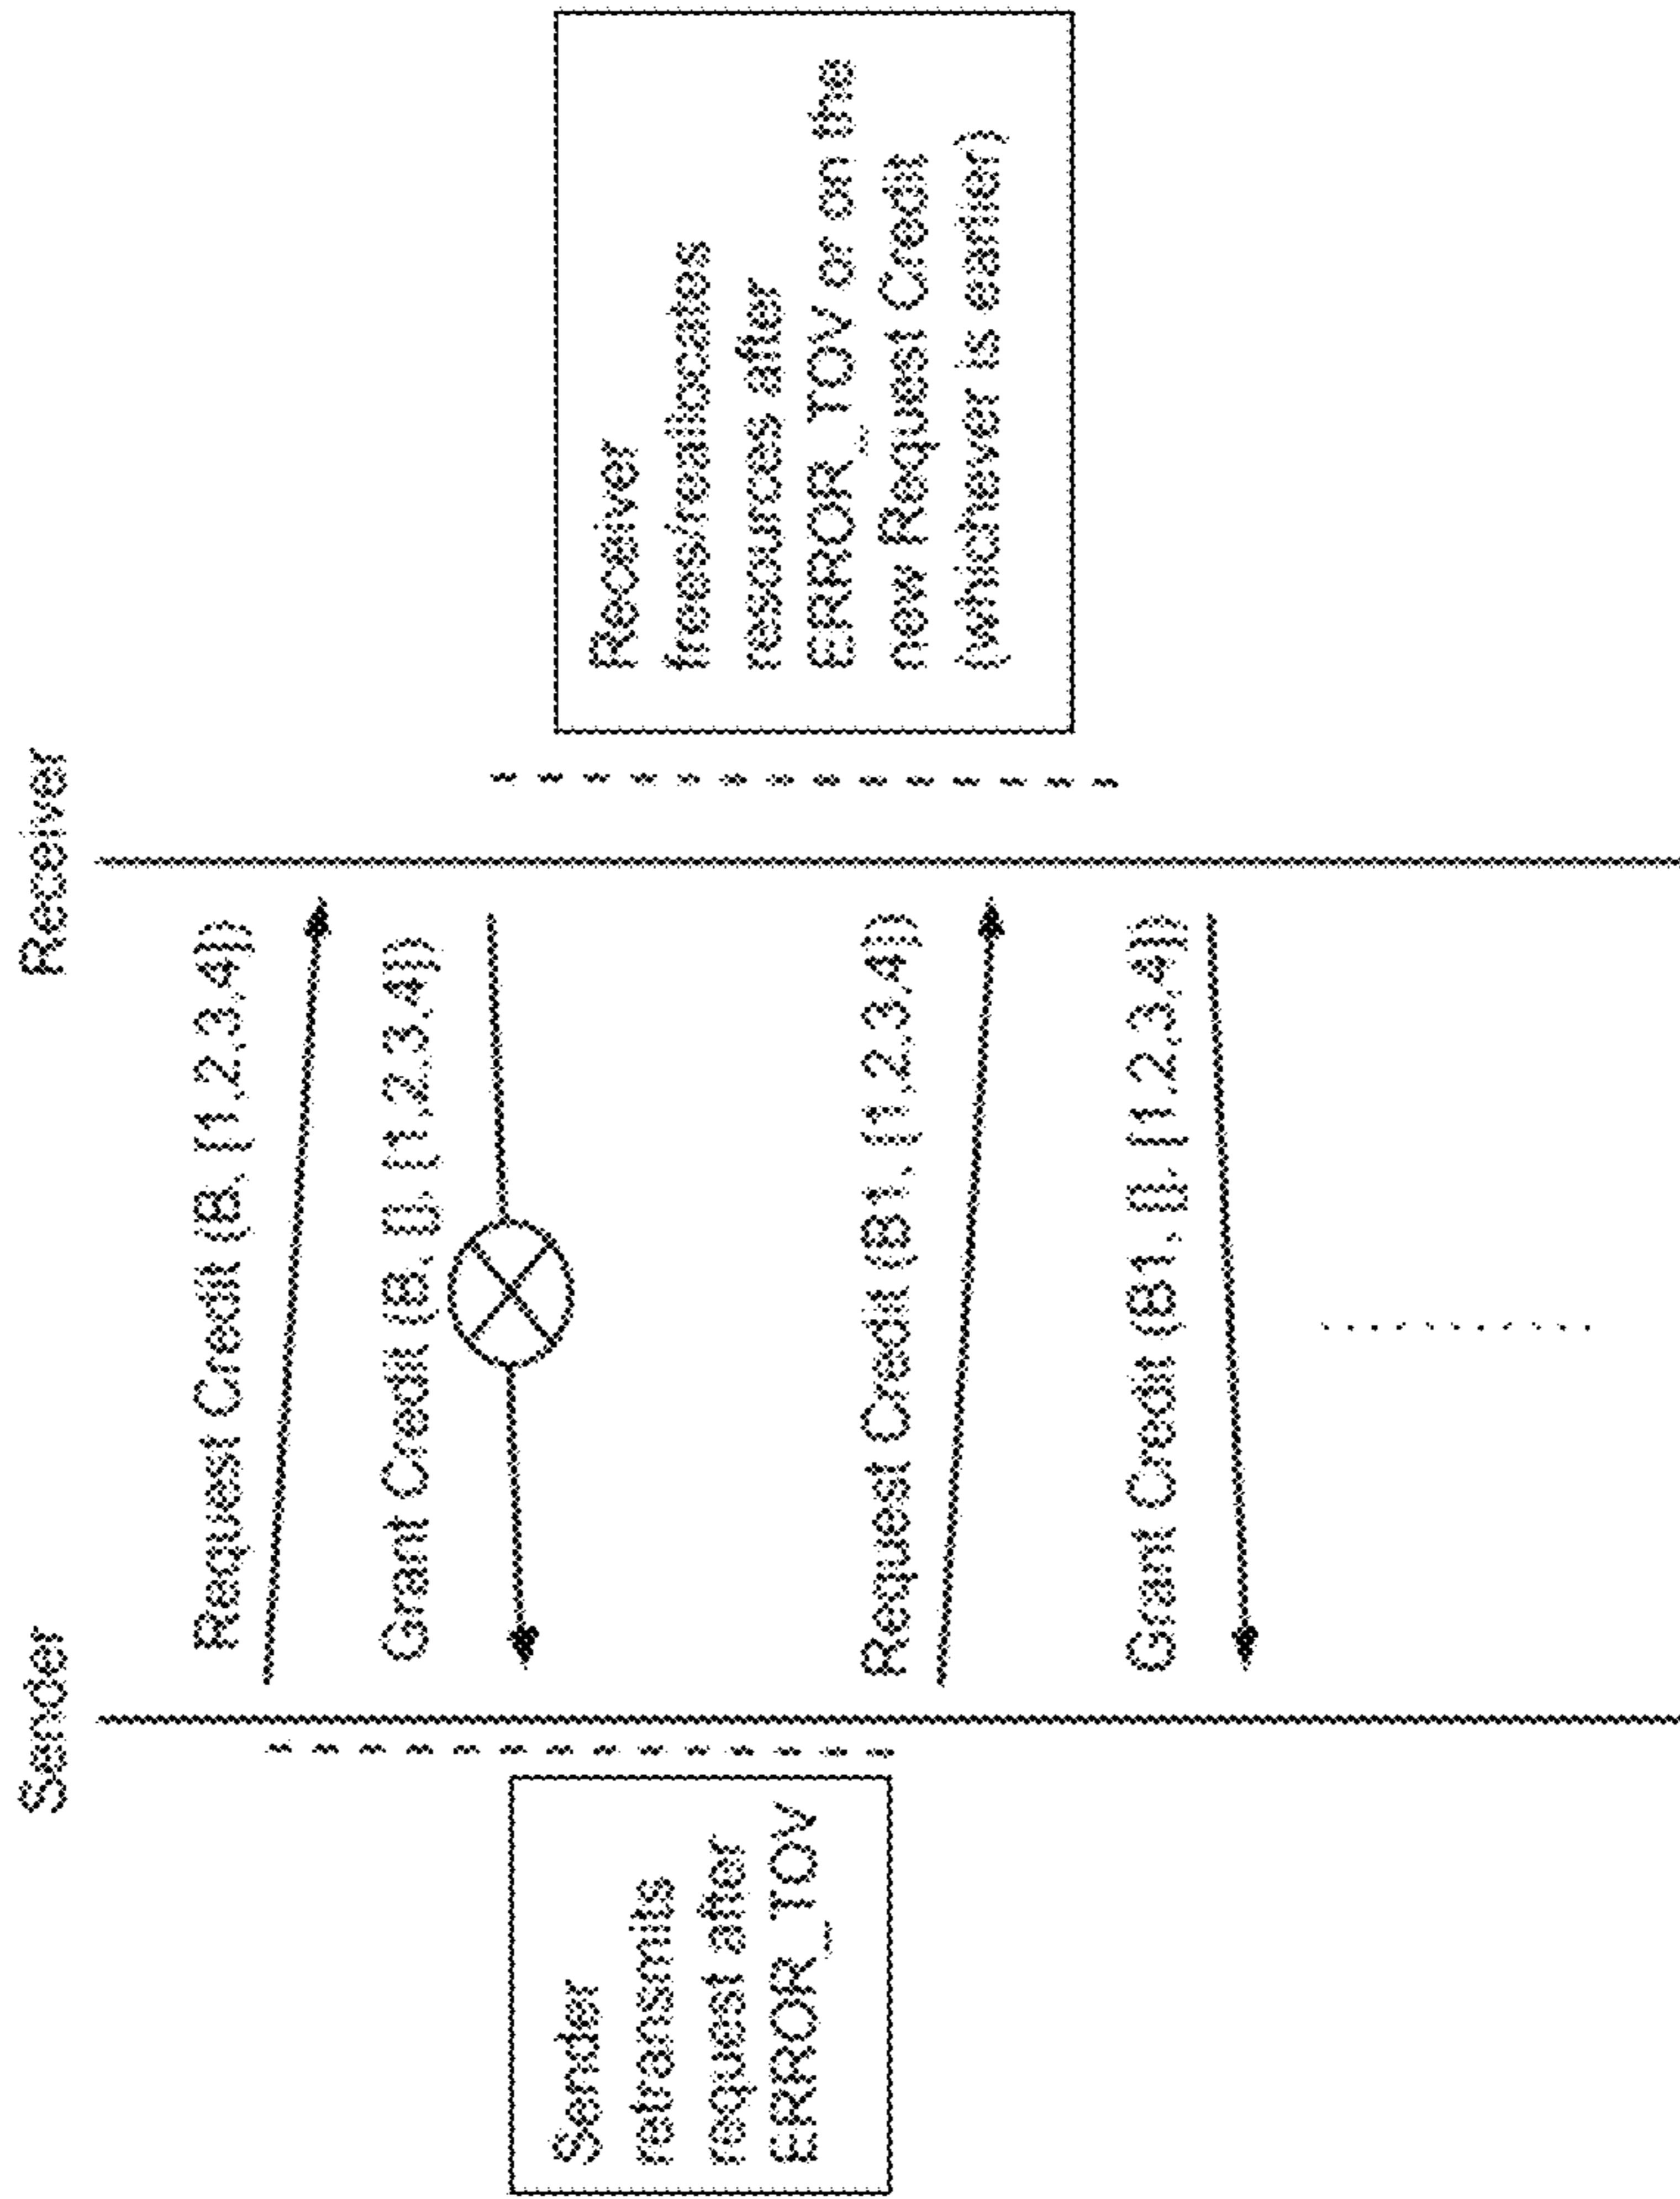 Sender
Receiver
Request Credit (B, [1,2,3,4])
Grant Credit (B, [], [1,2,3,4])
Sender
retransmits
request after
ERROR_TOV
Receiver
frees/reallocates
resources after
ERROR_TOV or on the
new Request Credit
(whichever is earlier)
Request Credit (B1, [1,2,3,4])
Grant Credit (B1, [], [1,2,3,4])